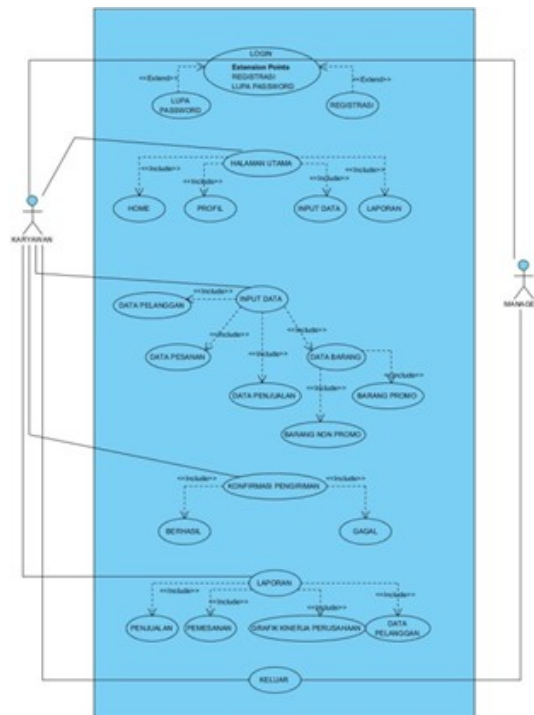 LOGIN
Extension Points
REGISTRASI
LUPA PASSWORD
<<Extend>>
<<Extend>>
LUPA
PASSWORD
REGISTRASI
HALAMAN UTAMA
<<Include>>
<<Include>>
<<Include>>
<<Include>>
HOME
PROFIL
INPUT DATA
LAPORAN
KARYAWAN
MANAGE
INPUT DATA
<<Include>>
DATA PELANGGAN
<<Include>>
<<Include>>
<<Include>>
DATA PESANAN
DATA BARANG
<<Include>>
<<Include>>
DATA PENJUALAN
BARANG PROMO
BARANG NON PROMO
KONFIRMASI PENGIRIMAN
<<Include>>
<<Include>>
BERHASIL
GAGAL
LAPORAN
<<Include>>
<<Include>>
<<Include>>
<<Include>>
PENJUALAN
PEMESANAN
GRAFIK KINERJA PERUSAHAAN
DATA
PELANGGAN
KELUAR